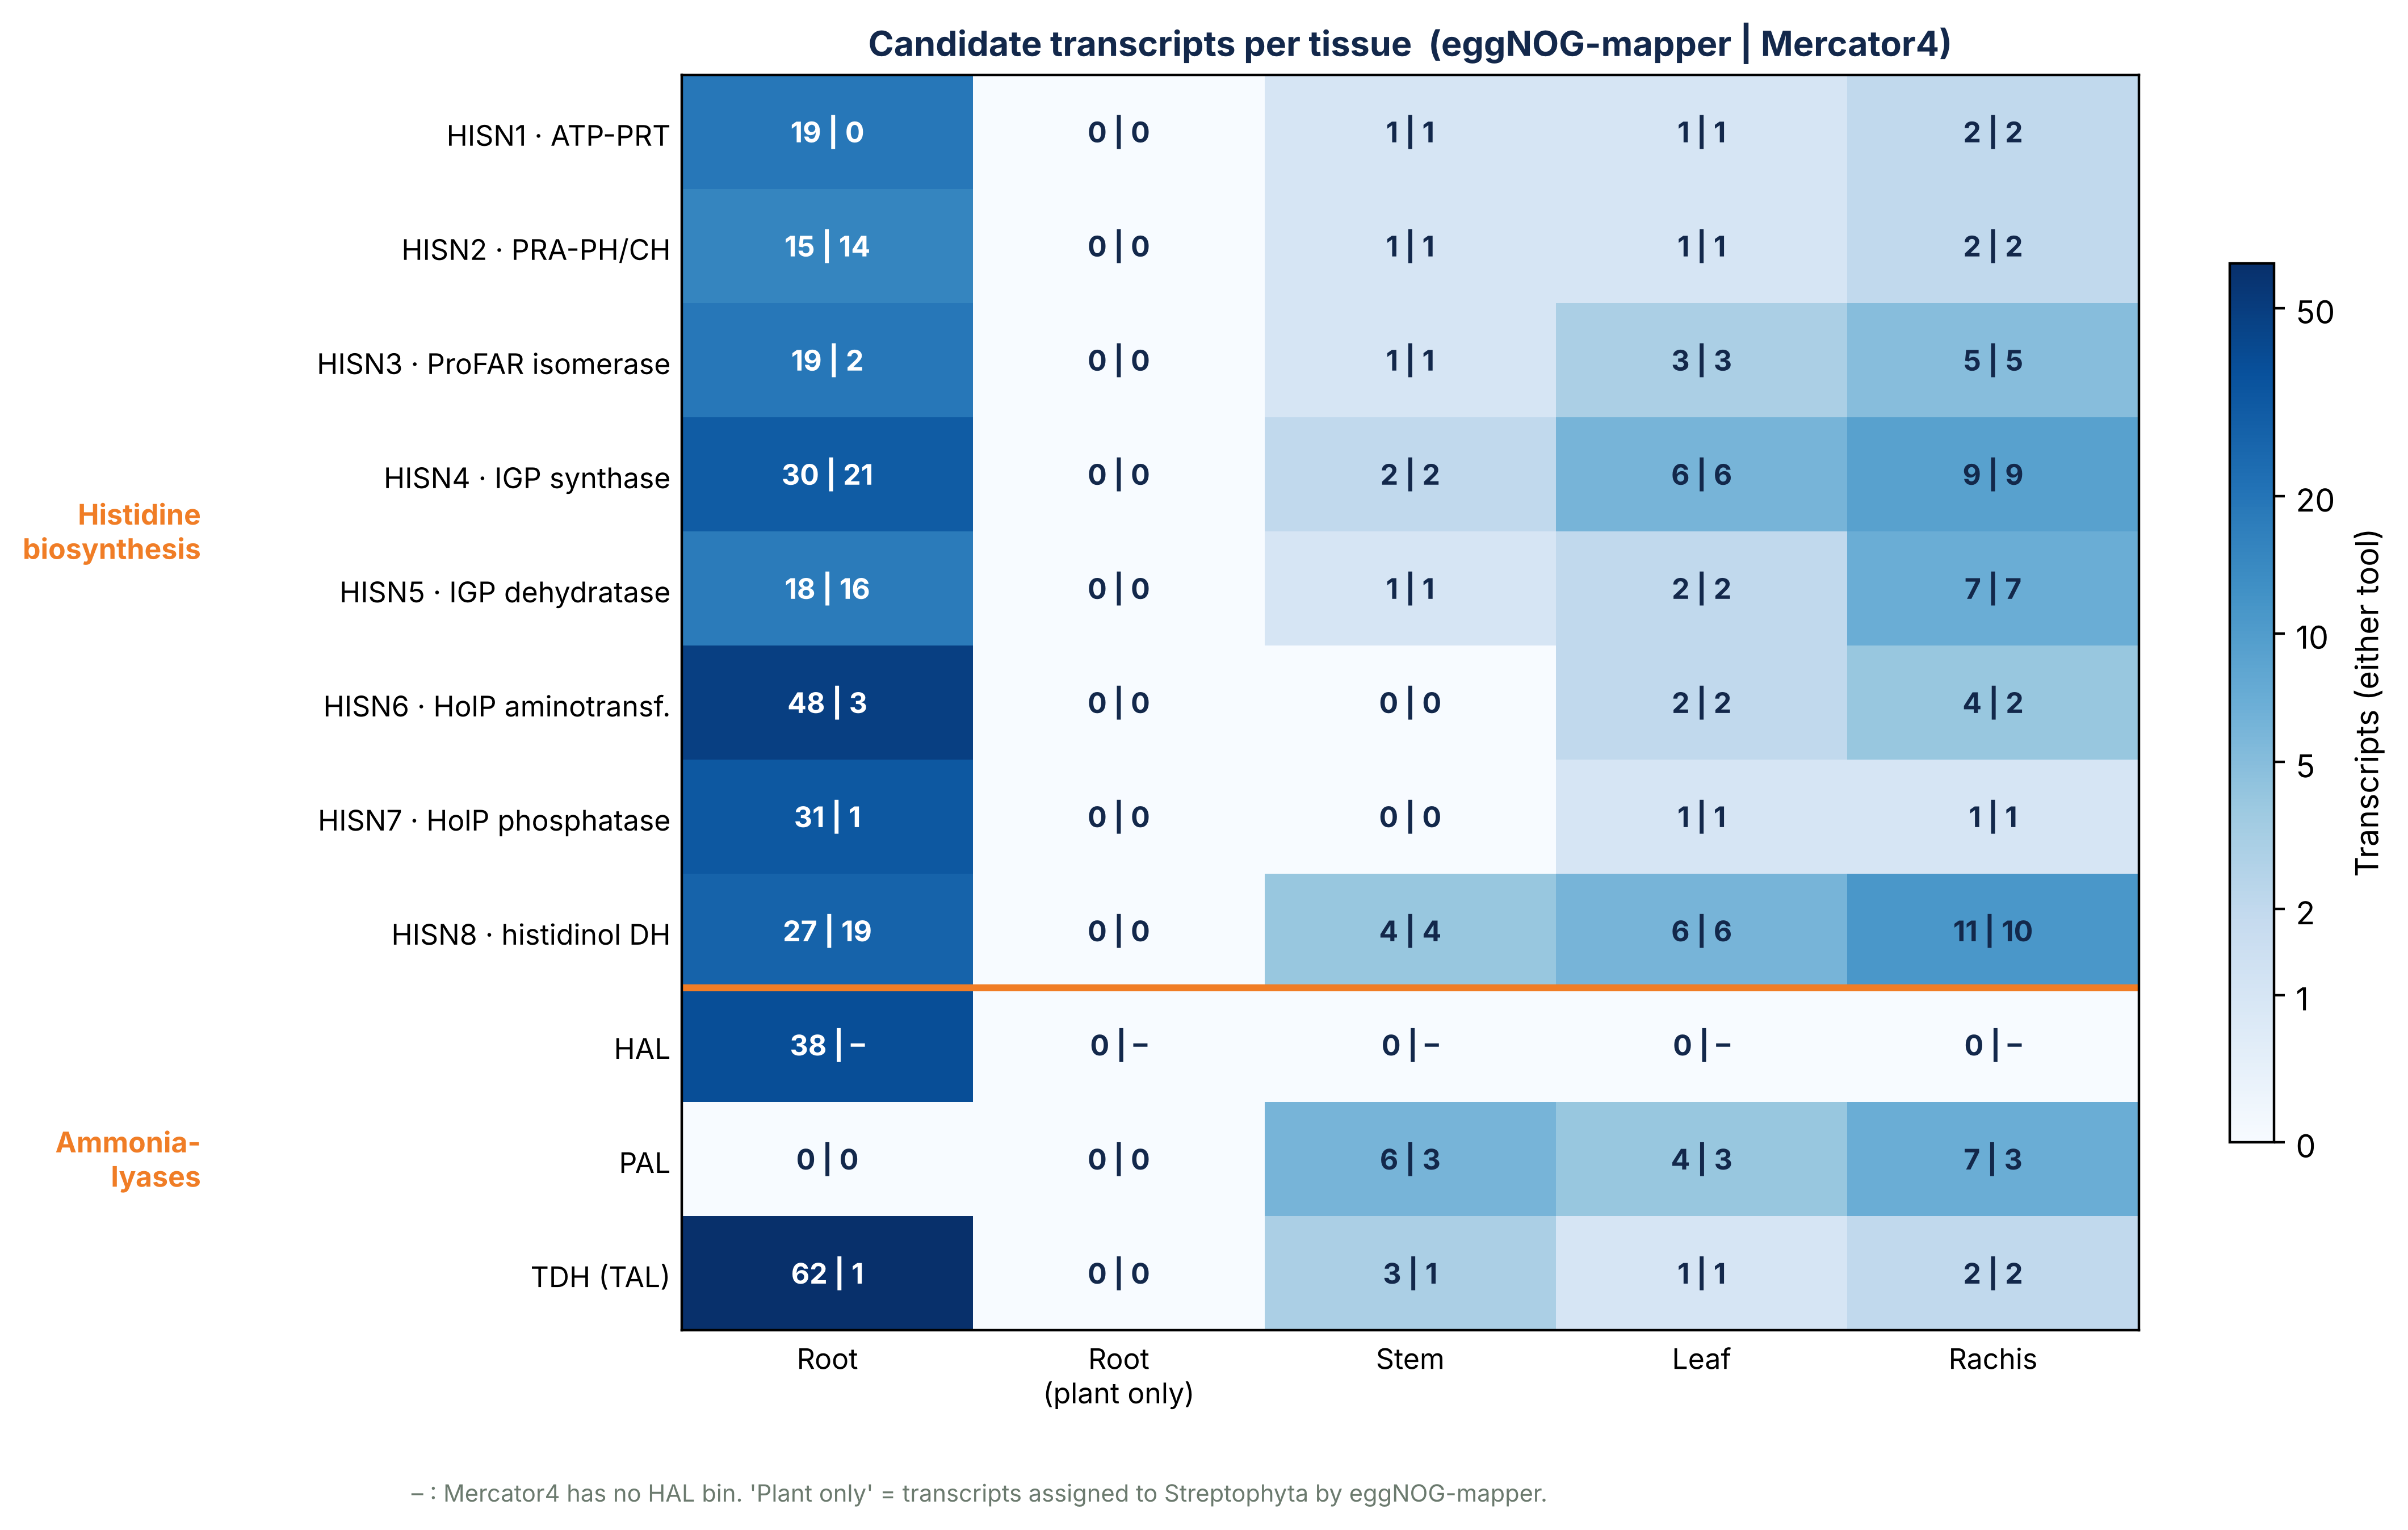 Candidate transcripts per tissue (eggNOG-mapper | Mercator4)
HISN1 · ATP-PRT 19 | 0 0 | 0 1 | 1 1 | 1 2 | 2
HISN2 · PRA-PH/CH 15 | 14 0 | 0 1 | 1 1 | 1 2 | 2
HISN3 · ProFAR isomerase 19 | 2 0 | 0 1 | 1 3 | 3 5 | 5
HISN4 · IGP synthase 30 | 21 0 | 0 2 | 2 6 | 6 9 | 9
Histidine
biosynthesis
HISN5 · IGP dehydratase 18 | 16 0 | 0 1 | 1 2 | 2 7 | 7
HISN6 · HolP aminotransf. 48 | 3 0 | 0 0 | 0 2 | 2 4 | 2
HISN7 · HolP phosphatase 31 | 1 0 | 0 0 | 0 1 | 1 1 | 1
HISN8 · histidinol DH 27 | 19 0 | 0 4 | 4 6 | 6 11 | 10
HAL 38 | – 0 | – 0 | – 0 | – 0 | –
Ammonia-
lyases
PAL 0 | 0 0 | 0 6 | 3 4 | 3 7 | 3
TDH (TAL) 62 | 1 0 | 0 3 | 1 1 | 1 2 | 2
Root Root Stem Leaf Rachis
(plant only)
50
20
10
5
2
1
0
Transcripts (either tool)
– : Mercator4 has no HAL bin. 'Plant only' = transcripts assigned to Streptophyta by eggNOG-mapper.